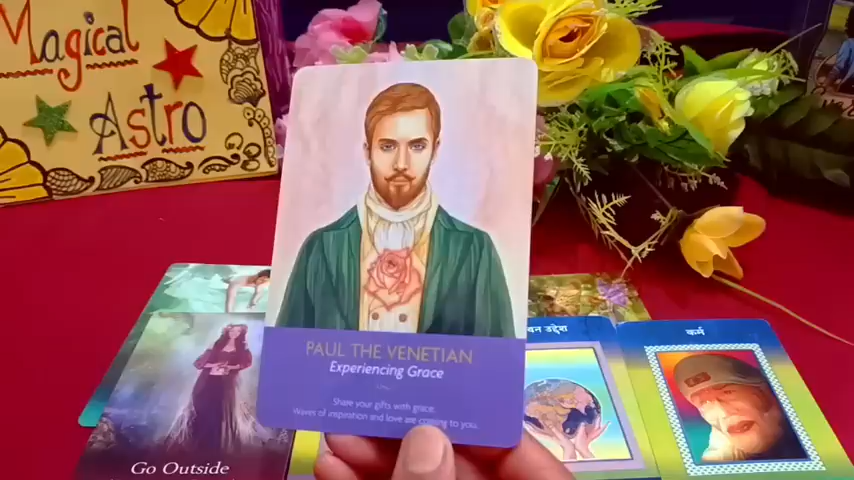 Magical
Astro
PAUL THE VENETIAN
Experiencing Grace
Share your gifts with grace.
Waves of inspiration and love are coming to you.
Go Outside
उद्देश
कर्म